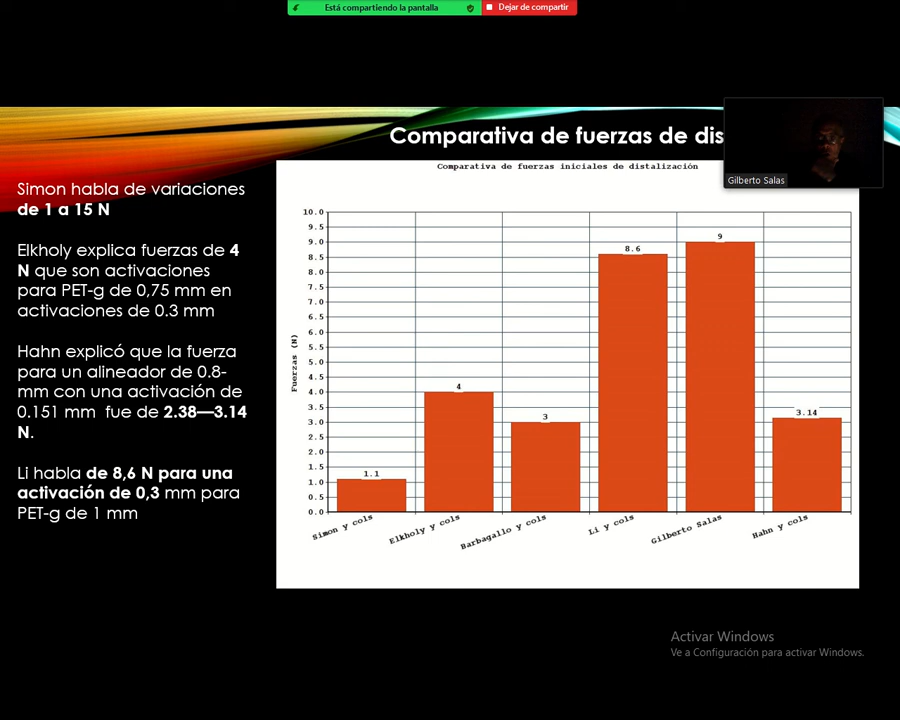 Está compartiendo la pantalla
Dejar de compartir
Comparativa de fuerzas de dis
Gilberto Salas
Simon habla de variaciones
de 1 a 15 N
Elkholy explica fuerzas de 4
N que son activaciones
para PET-g de 0,75 mm en
activaciones de 0.3 mm
Hahn explicó que la fuerza
para un alineador de 0.8-
mm con una activación de
0.151 mm fue de 2.38—3.14
N.
Li habla de 8,6 N para una
activación de 0,3 mm para
PET-g de 1 mm
Comparativa de fuerzas iniciales de distalización
Fuerzas (N)
10.0
9.5
9.0
8.5
8.0
7.5
7.0
6.5
6.0
5.5
5.0
4.5
4.0
3.5
3.0
2.5
2.0
1.5
1.0
0.5
0.0
1.1
4
3
8.6
9
3.14
Simon y cols
Elkholy y cols
Barbagallo y cols
Li y cols
Gilberto Salas
Hahn y cols
Activar Windows
Ve a Configuración para activar Windows.